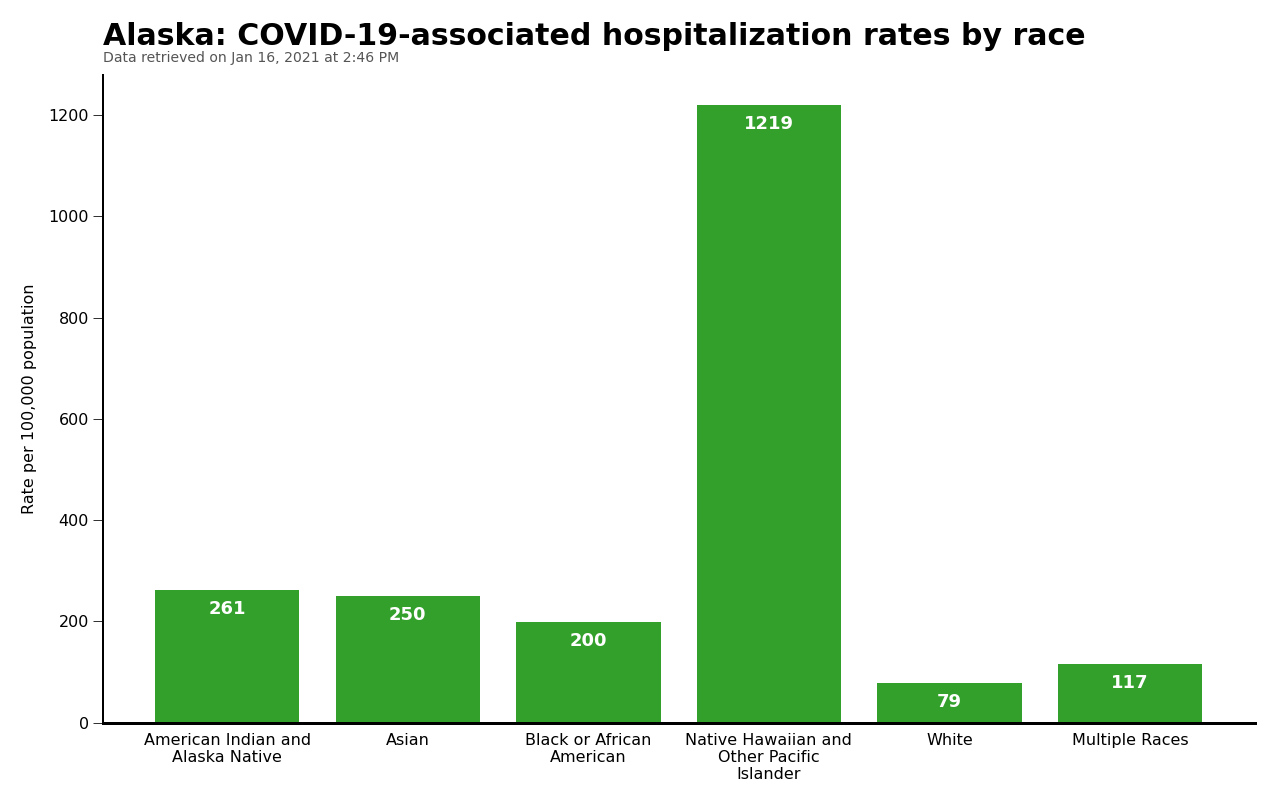 Alaska: COVID-19-associated hospitalization rates by race
Data retrieved on Jan 16, 2021 at 2:46 PM
Rate per 100,000 population
1200
1000
800
600
400
200
0
261
250
200
1219
79
117
American Indian and
Alaska Native
Asian
Black or African
American
Native Hawaiian and
Other Pacific
Islander
White
Multiple Races